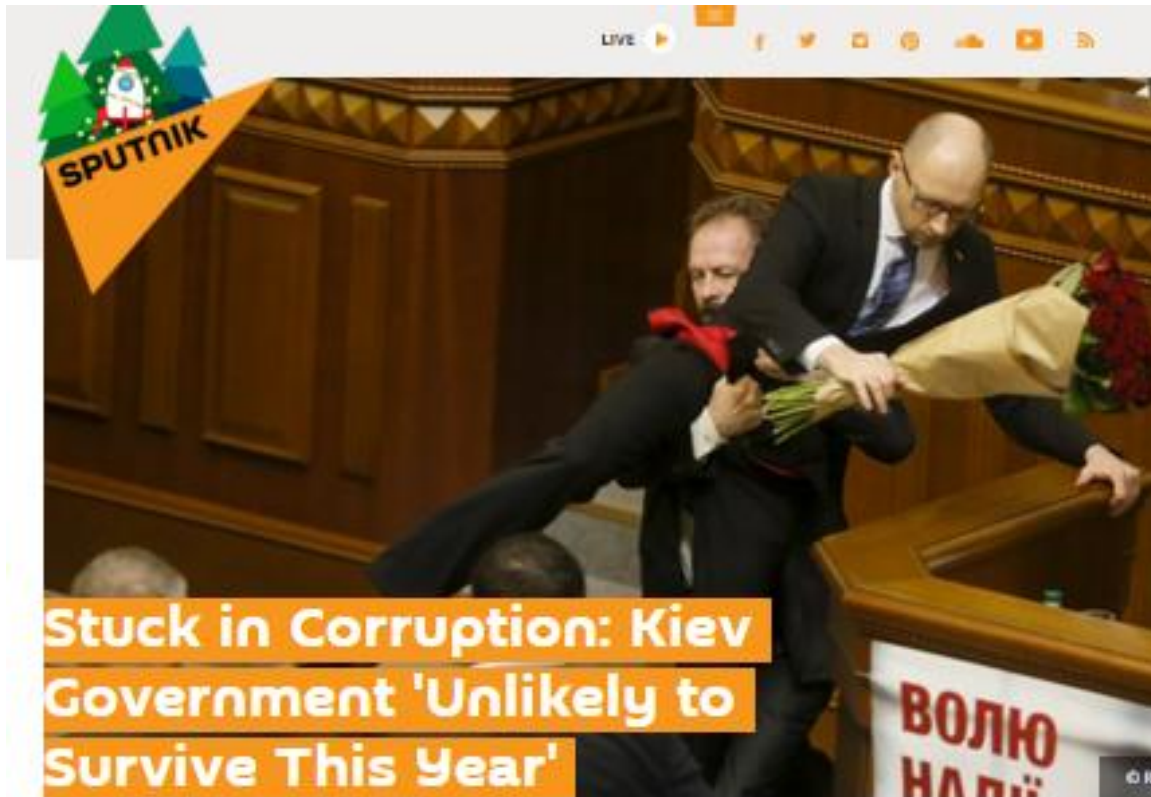 LIVE
SPUTNIK
Stuck in Corruption: Kiev
Government 'Unlikely to
Survive This Year'
ВОЛЮ
© R